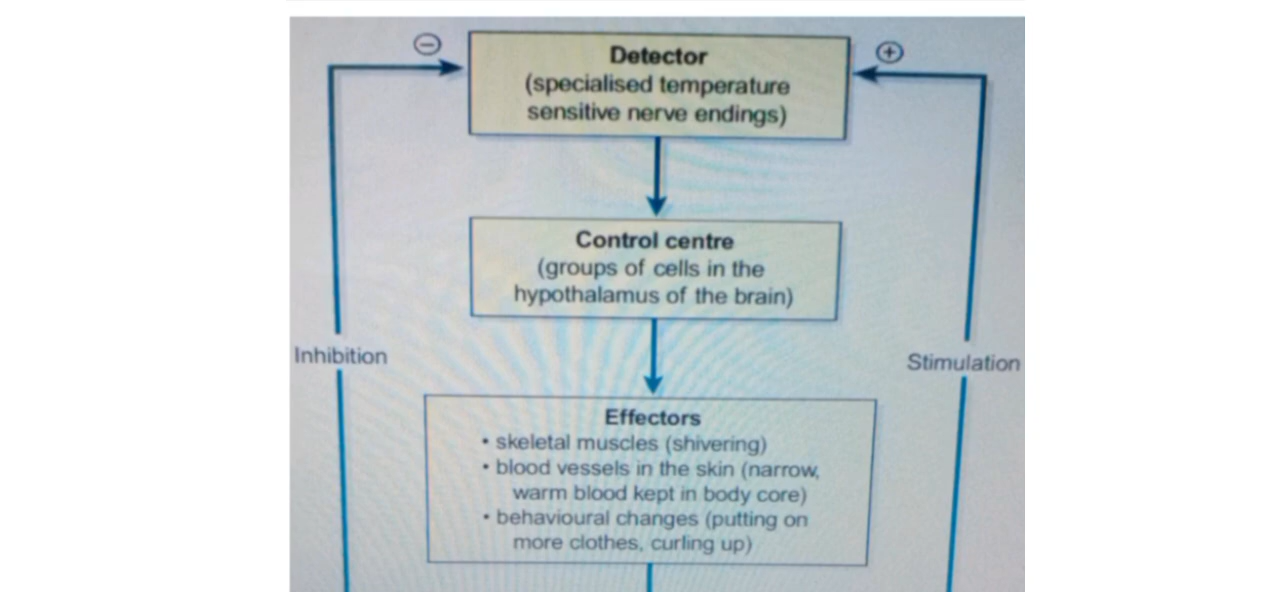 ⊖
Detector
⊕
(specialised temperature
sensitive nerve endings)
Control centre
(groups of cells in the
hypothalamus of the brain)
Inhibition
Stimulation
Effectors
• skeletal muscles (shivering)
• blood vessels in the skin (narrow,
warm blood kept in body core)
• behavioural changes (putting on
more clothes, curling up)